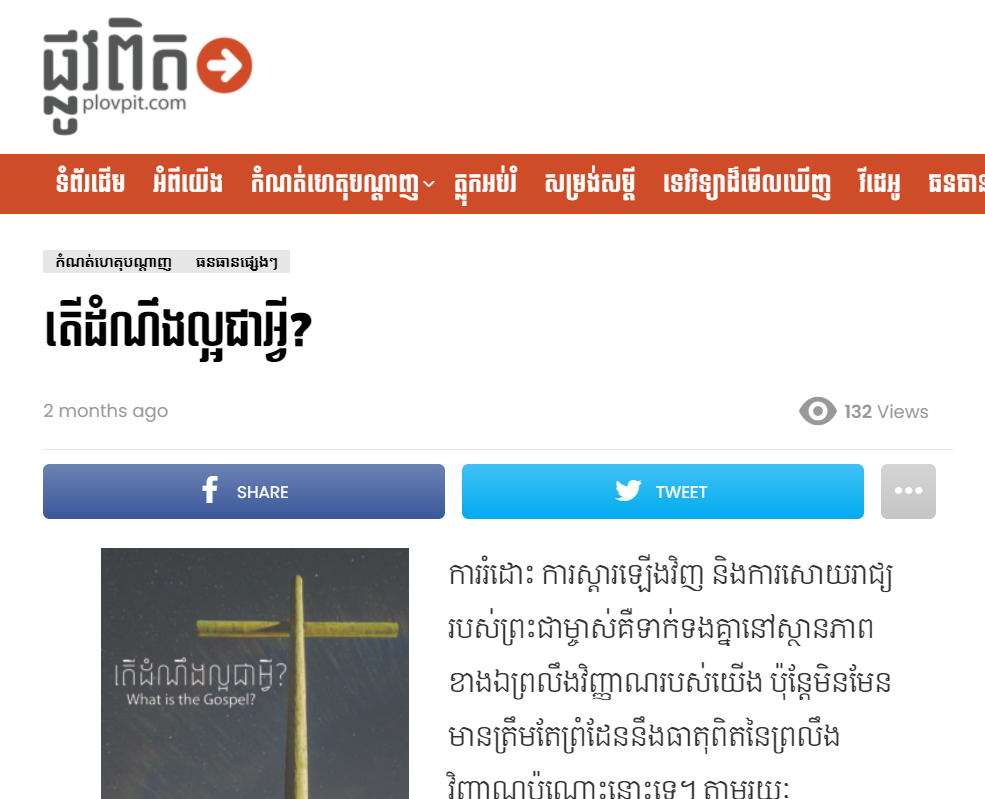 ផ្លូវពិត
plovpit.com
ទំព័រដើម អំពីយើង កំណត់ហេតុបណ្ដាញ ត្លុកអប់រំ សម្រង់សម្ដី ទេវវិទ្យាដ៏មើលឃើញ វីដេអូ ធនធាន
កំណត់ហេតុបណ្ដាញ ធនធានផ្សេងៗ
តើដំណឹងល្អជាអ្វី?
2 months ago 132 Views
SHARE TWEET
តើដំណឹងល្អជាអ្វី?
What is the Gospel?
ការរំដោះ ការស្ដារឡើងវិញ និងការសោយរាជ្យ
របស់ព្រះជាម្ចាស់គឺទាក់ទងគ្នានៅស្ថានភាព
ខាងឯព្រលឹងវិញ្ញាណរបស់យើង ប៉ុន្តែមិនមែន
មានត្រឹមតែព្រំដែននឹងធាតុពិតនៃព្រលឹង
វិញ្ញាណប៉ុណ្ណោះនោះទេ។ តាមរយៈ